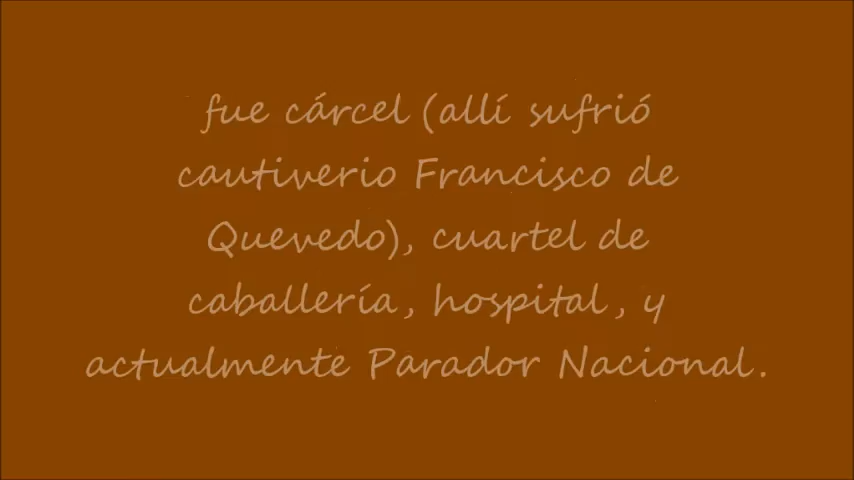 fue cárcel (allí sufrió
cautiverio Francisco de
Quevedo), cuartel de
caballería, hospital, y
actualmente Parador Nacional.